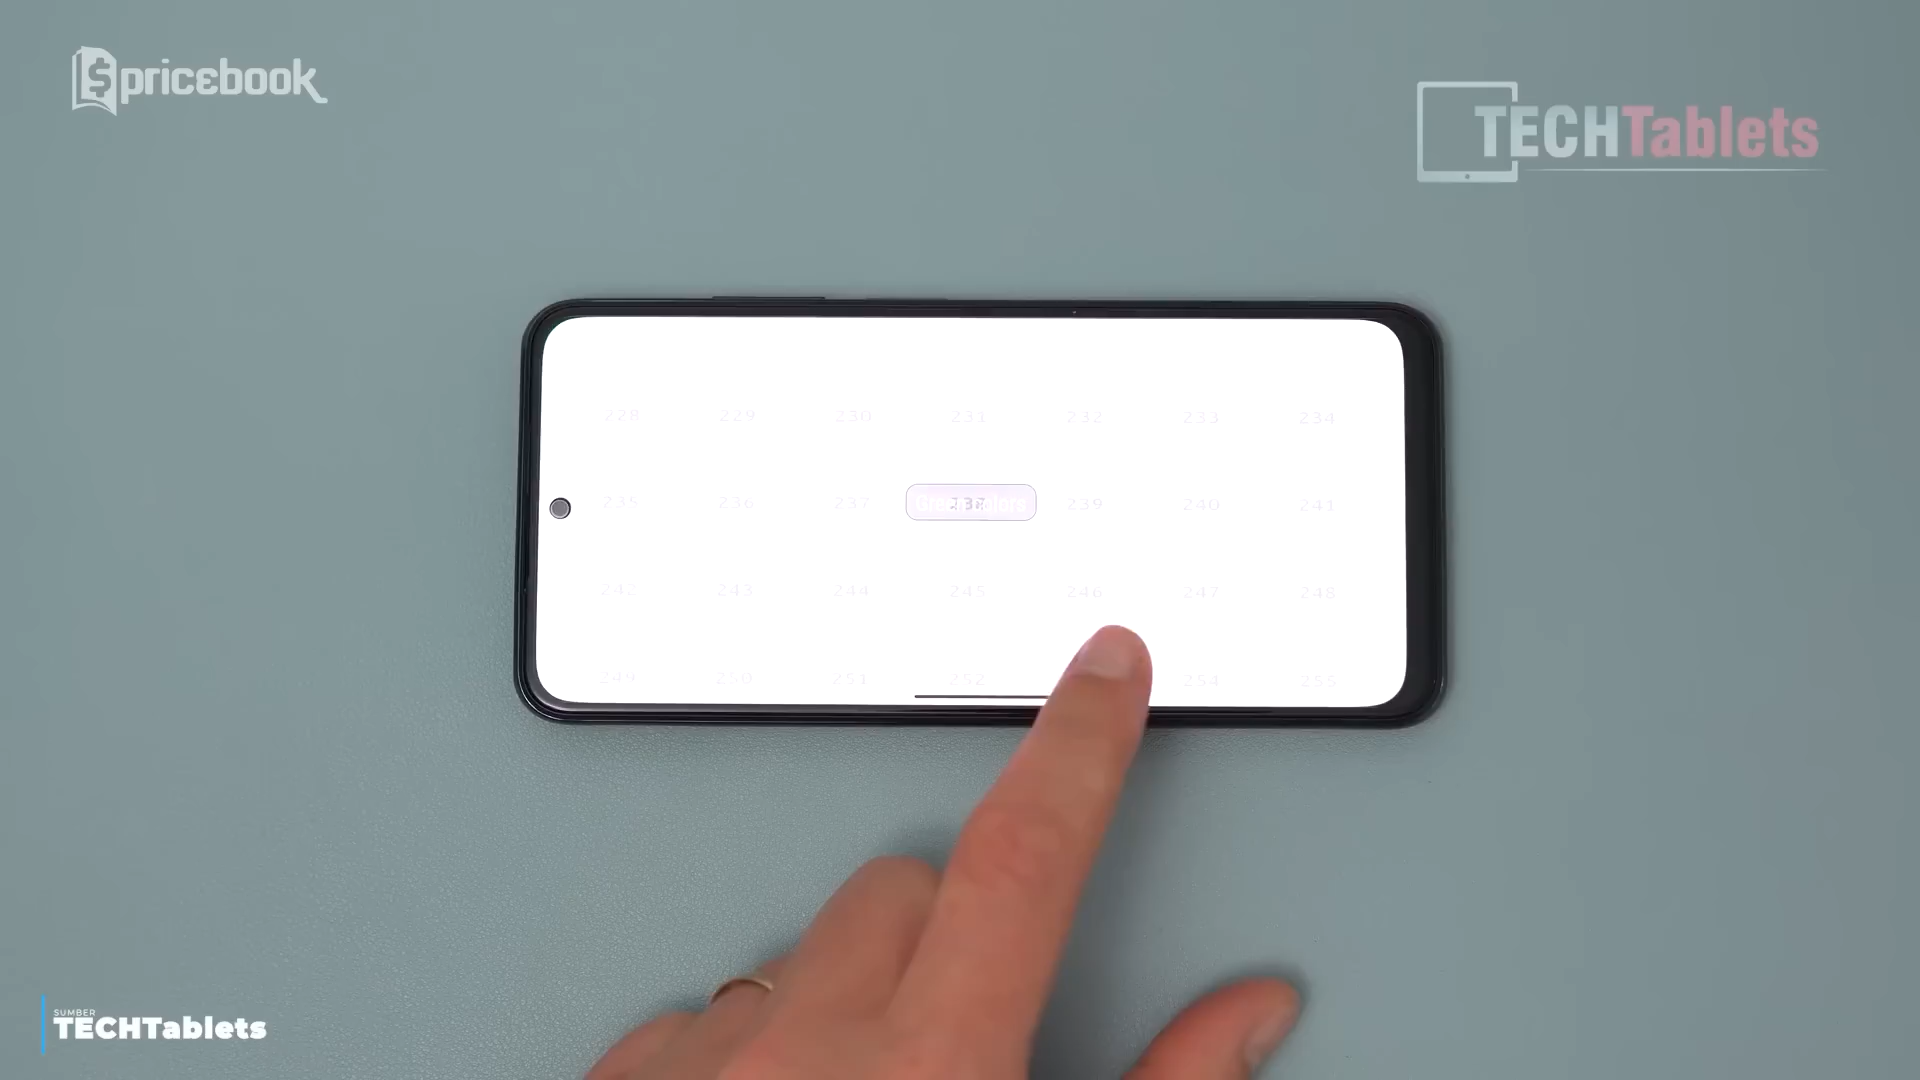 pricebook
TECHTablets
228 229 230 231 232 233 234
235 236 237 238 239 240 241
242 243 244 245 246 247 248
249 250 251 252 254 255
SUMBER
TECHTablets